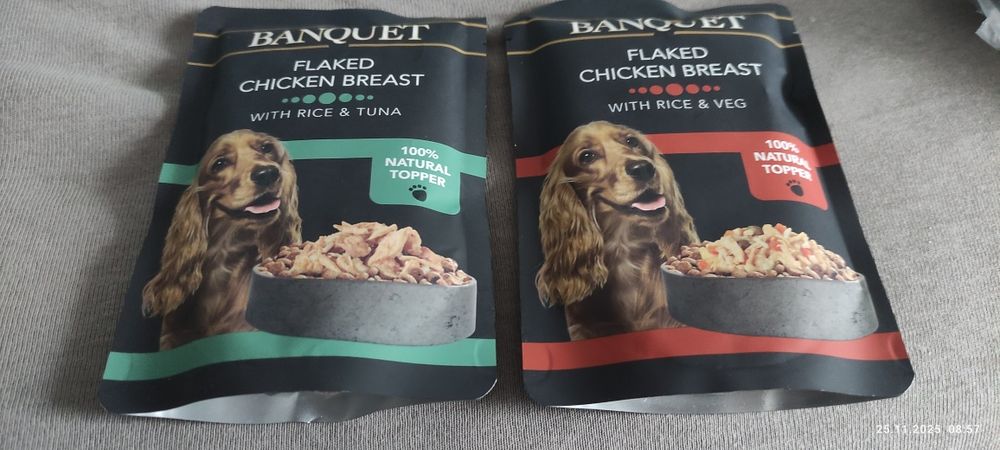 BANQUET
FLAKED
CHICKEN BREAST
WITH RICE & TUNA
100%
NATURAL
TOPPER
BANQUET
FLAKED
CHICKEN BREAST
WITH RICE & VEG
100%
NATURAL
TOPPER
25.11.2025 08:57